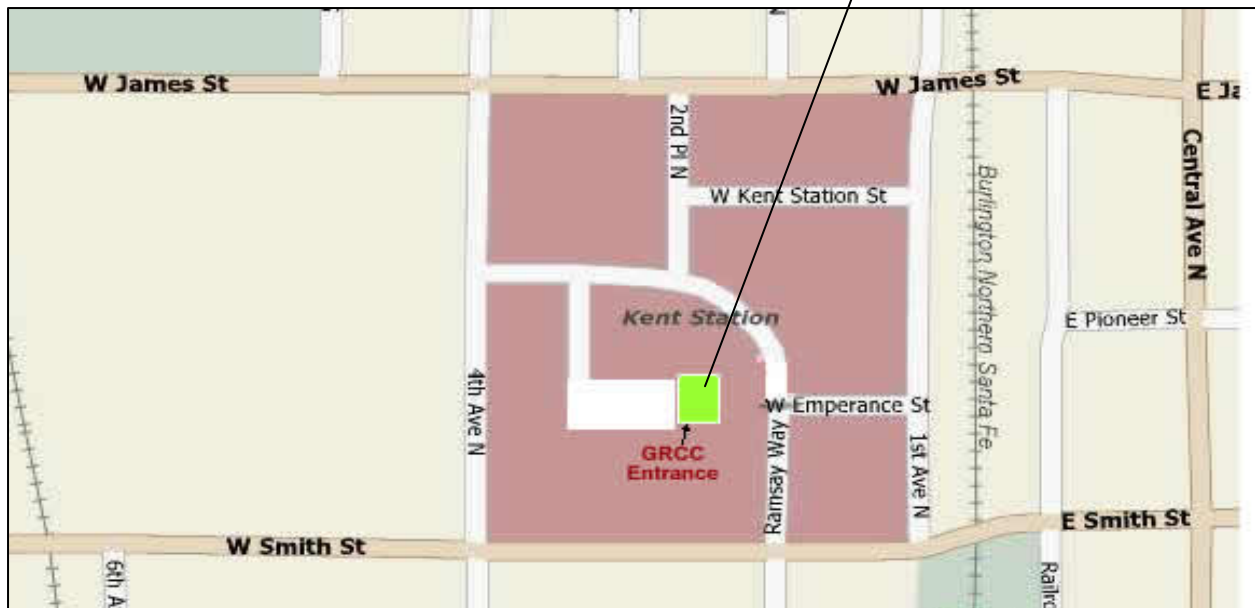 W James St
W James St
E Ja
2nd Pl N
Central Ave N
W Kent Station St
Burlington Northern Santa Fe
Kent Station
E Pioneer St
4th Ave N
W Emperance St
GRCC
Entrance
Ramsay Way
1st Ave N
E Smith St
W Smith St
6th A
Railro